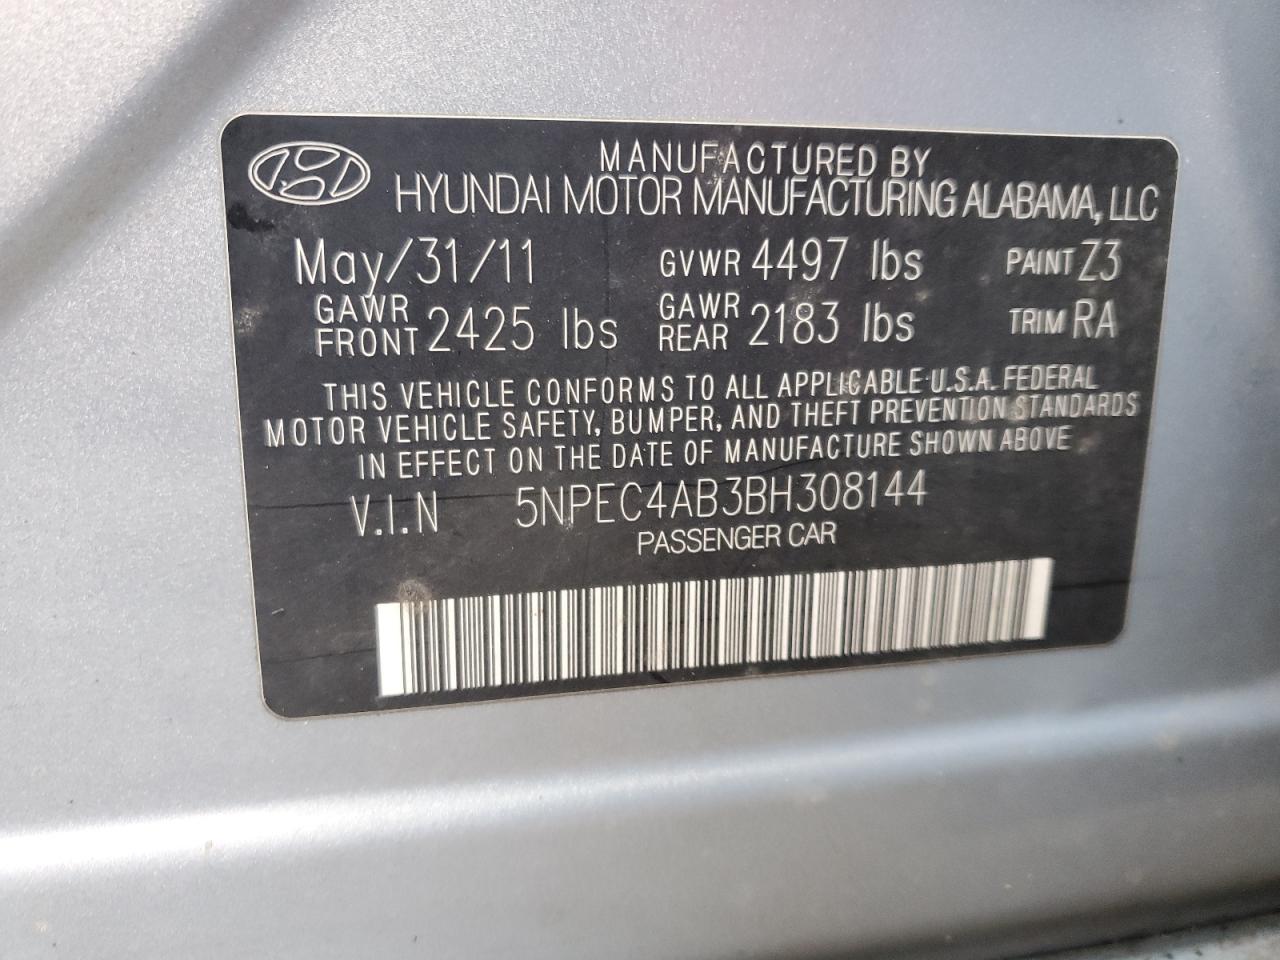 MANUFACTURED BY
HYUNDAI MOTOR MANUFACTURING ALABAMA, LLC
May/31/11 GVWR 4497 lbs PAINT Z3
GAWR FRONT 2425 lbs GAWR REAR 2183 lbs TRIM RA
THIS VEHICLE CONFORMS TO ALL APPLICABLE U.S.A. FEDERAL
MOTOR VEHICLE SAFETY, BUMPER, AND THEFT PREVENTION STANDARDS
IN EFFECT ON THE DATE OF MANUFACTURE SHOWN ABOVE
V.I.N 5NPEC4AB3BH308144
PASSENGER CAR